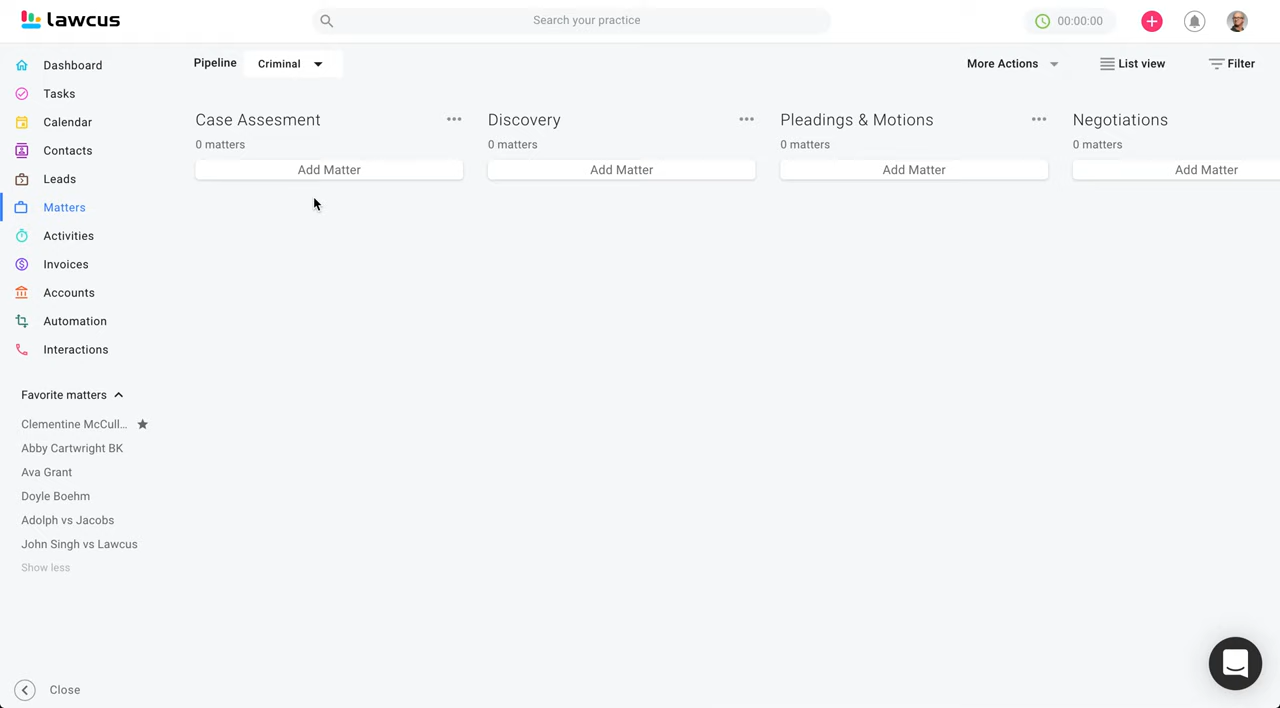 lawcus
Search your practice
00:00:00
Dashboard
Tasks
Calendar
Contacts
Leads
Matters
Activities
Invoices
Accounts
Automation
Interactions
Favorite matters
Clementine McCull...
Abby Cartwright BK
Ava Grant
Doyle Boehm
Adolph vs Jacobs
John Singh vs Lawcus
Show less
Close
Pipeline
Criminal
More Actions
List view
Filter
Case Assesment
0 matters
Add Matter
Discovery
0 matters
Add Matter
Pleadings & Motions
0 matters
Add Matter
Negotiations
0 matters
Add Matter